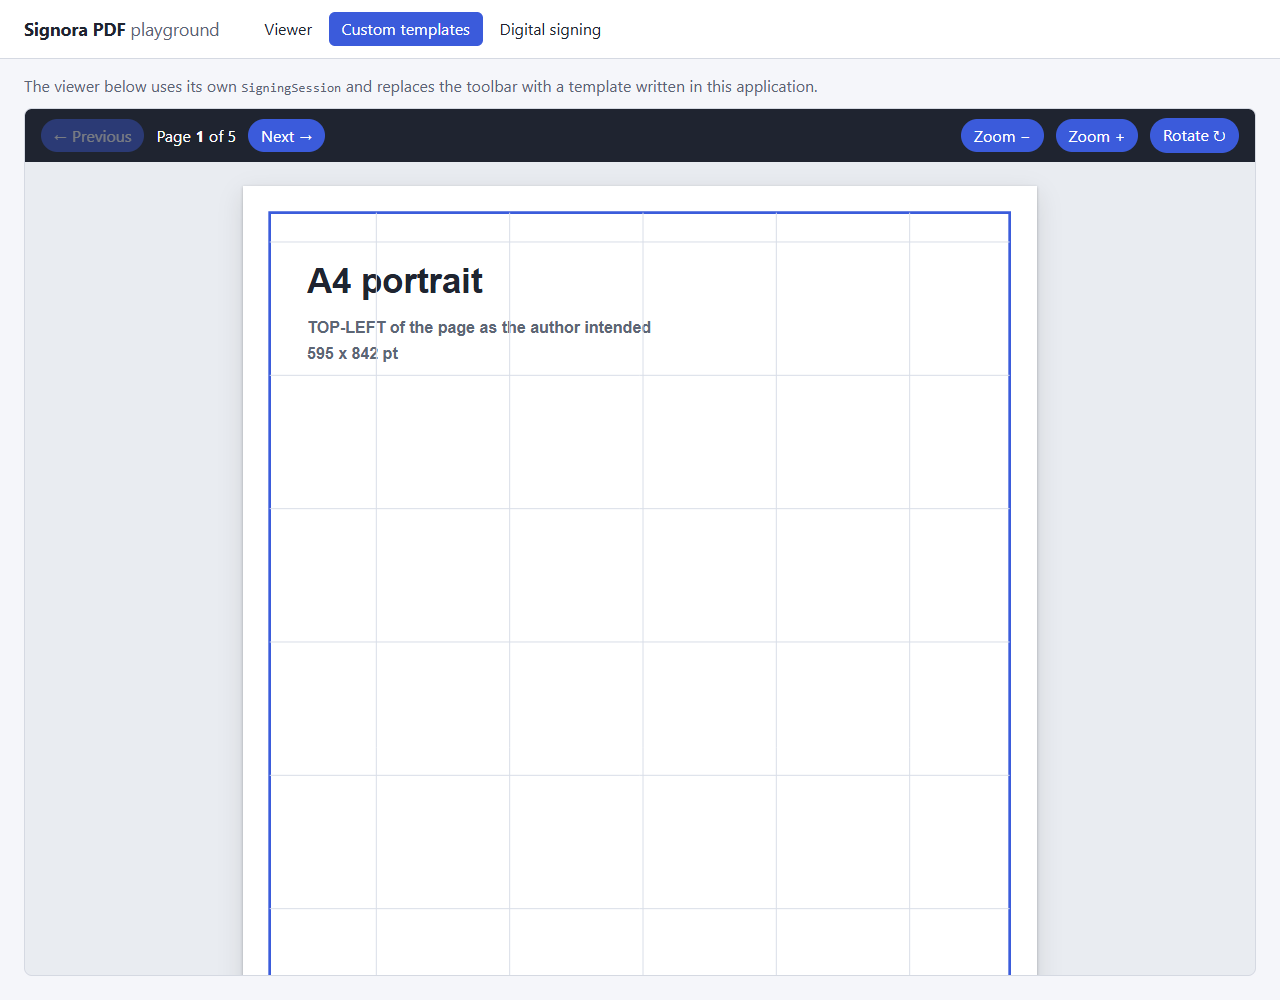 Signora PDF playground
Viewer
Custom templates
Digital signing
The viewer below uses its own SigningSession and replaces the toolbar with a template written in this application.
← Previous
Page 1 of 5
Next →
Zoom −
Zoom +
Rotate ↻
A4 portrait
TOP-LEFT of the page as the author intended
595 x 842 pt